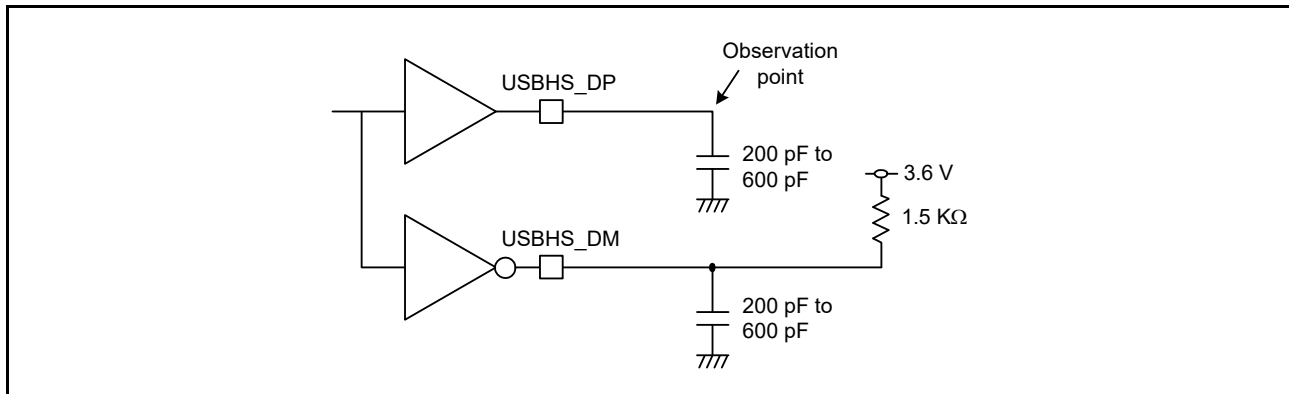 Observation
point
USBHS_DP
200 pF to
600 pF
3.6 V
1.5 KΩ
USBHS_DM
200 pF to
600 pF